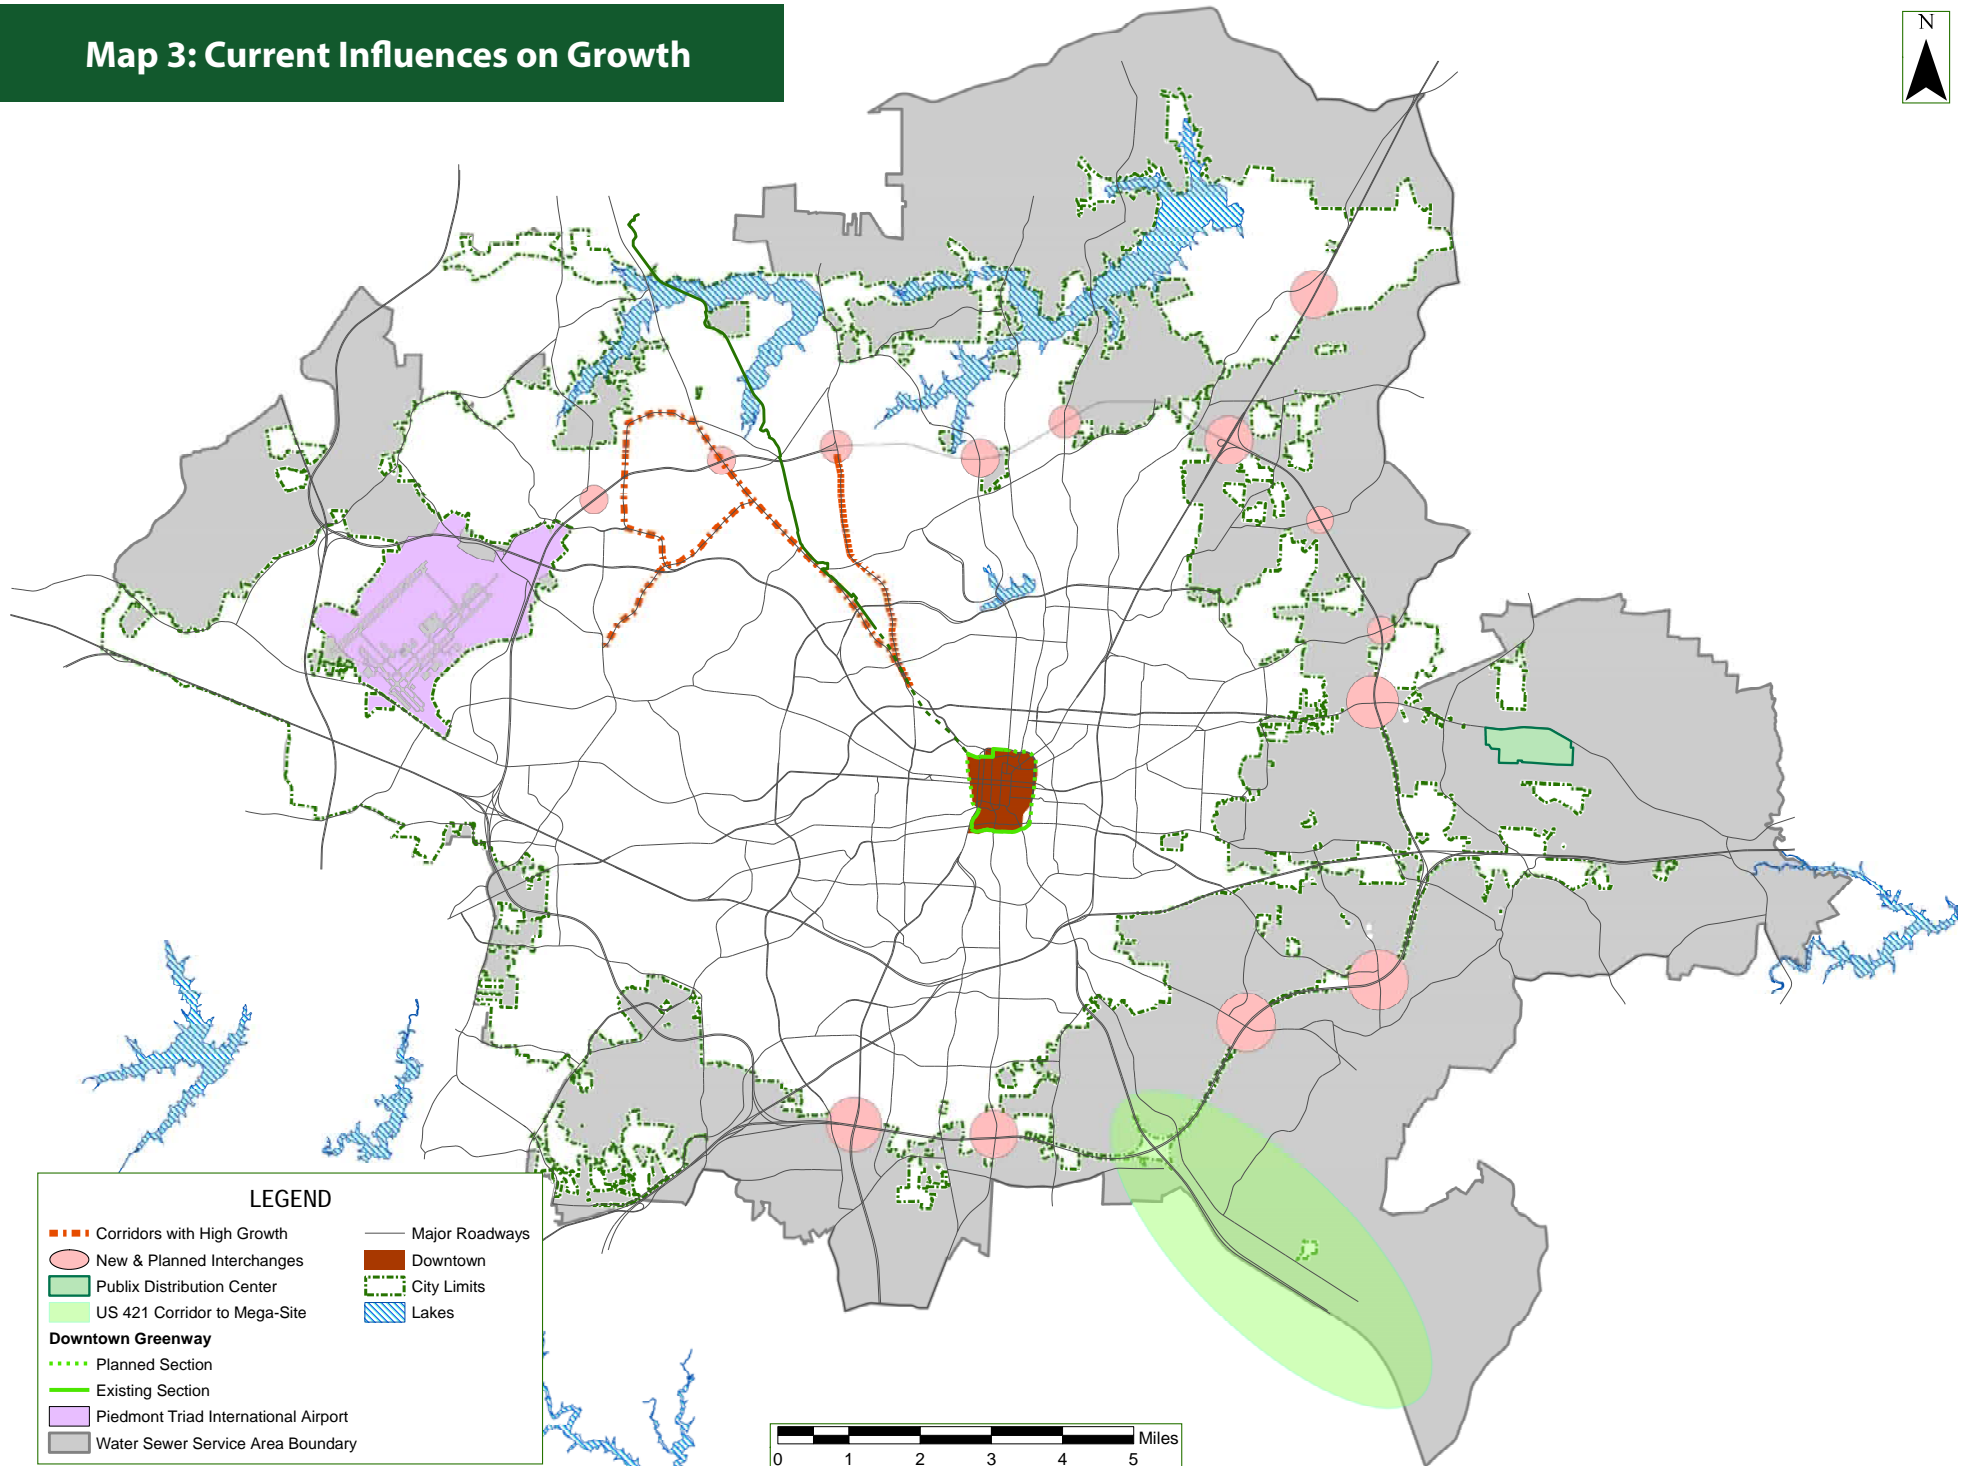 Map 3: Current Influences on Growth
N
LEGEND
Corridors with High Growth
New & Planned Interchanges
Publix Distribution Center
US 421 Corridor to Mega-Site
Downtown Greenway
Planned Section
Existing Section
Piedmont Triad International Airport
Water Sewer Service Area Boundary
Major Roadways
Downtown
City Limits
Lakes
Miles
0 1 2 3 4 5